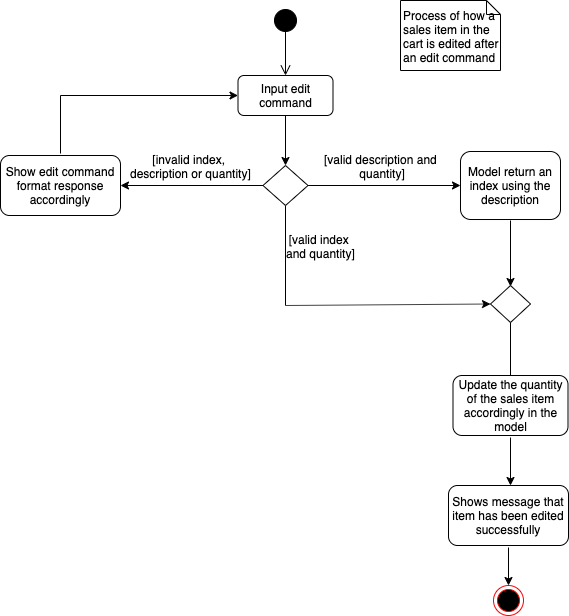 Process of how a
sales item in the
cart is edited after
an edit command
Input edit
command
[invalid index,
description or quantity]
[valid description and
quantity]
Show edit command
format response
accordingly
Model return an
index using the
description
[valid index
and quantity]
Update the quantity
of the sales item
accordingly in the
model
Shows message that
item has been edited
successfully